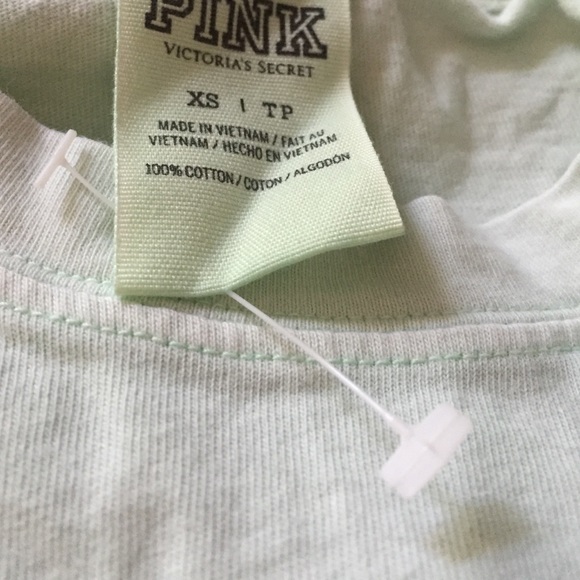 PINK
VICTORIA'S SECRET
XS | TP
MADE IN VIETNAM / FAIT AU
VIETNAM / HECHO EN VIETNAM
100% COTTON / COTON / ALGODÓN